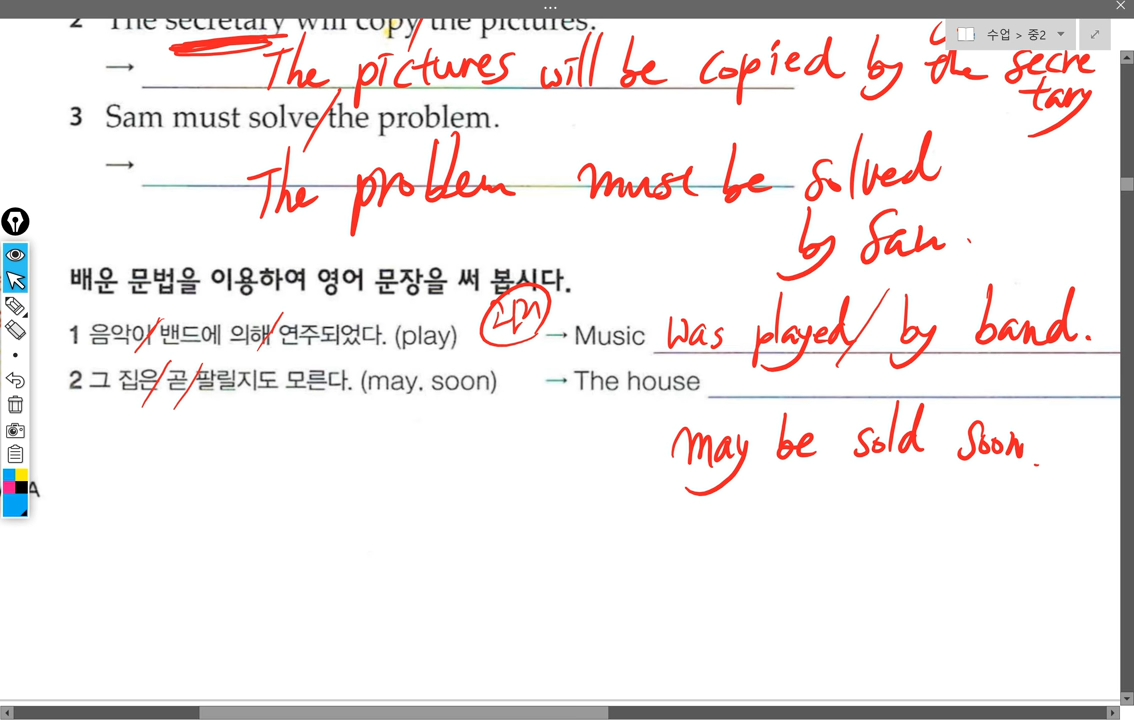 수업 > 중2
2 The secretary will copy the pictures.
→ The pictures will be copied by the secre
tary
3 Sam must solve the problem.
→ The problem must be solved
by Sam.
배운 문법을 이용하여 영어 문장을 써 봅시다.
1 음악이 밴드에 의해 연주되었다. (play) → Music was played by band.
2 그 집은 곧 팔릴지도 모른다. (may, soon) → The house
may be sold soon.
A